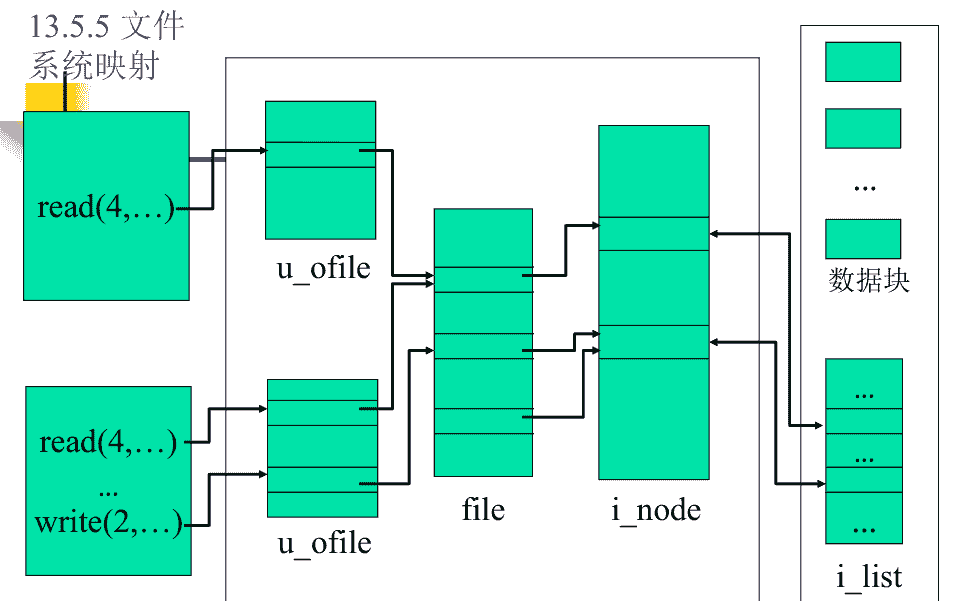 13.5.5 文件
系统映射
read(4,…)
u_ofile
read(4,…)
...
write(2,…)
u_ofile
file
i_node
...
数据块
...
...
...
i_list